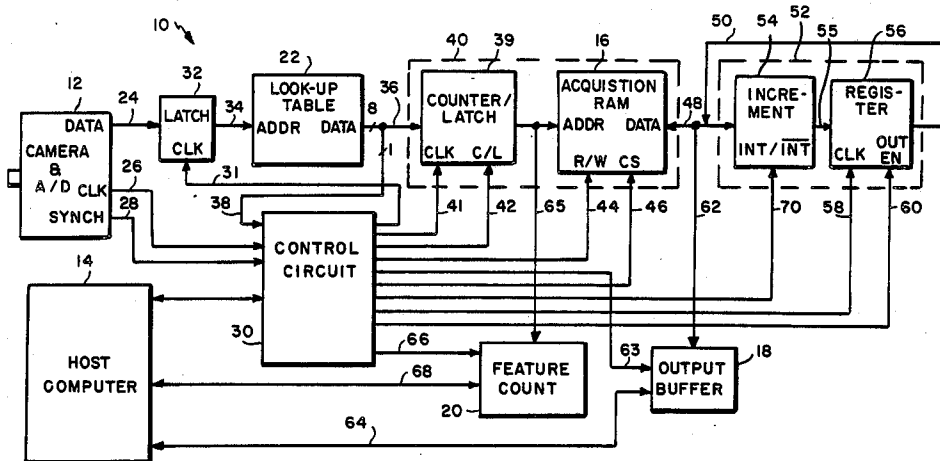 10
12
DATA
CAMERA
&
A/D
CLK
SYNCH
24
26
28
32
LATCH
CLK
34
31
22
LOOK-UP
TABLE
ADDR DATA
8
36
1
38
40
39
COUNTER/
LATCH
CLK C/L
41
42
16
ACQUISTION
RAM
ADDR DATA
R/W CS
44
46
65
48
50
62
52
54
INCRE-
MENT
INT/INT
70
55
56
REGIS-
TER
CLK OUT
EN
58
60
CONTROL
CIRCUIT
30
14
HOST
COMPUTER
66
68
64
FEATURE
COUNT
20
63
OUTPUT
BUFFER
18